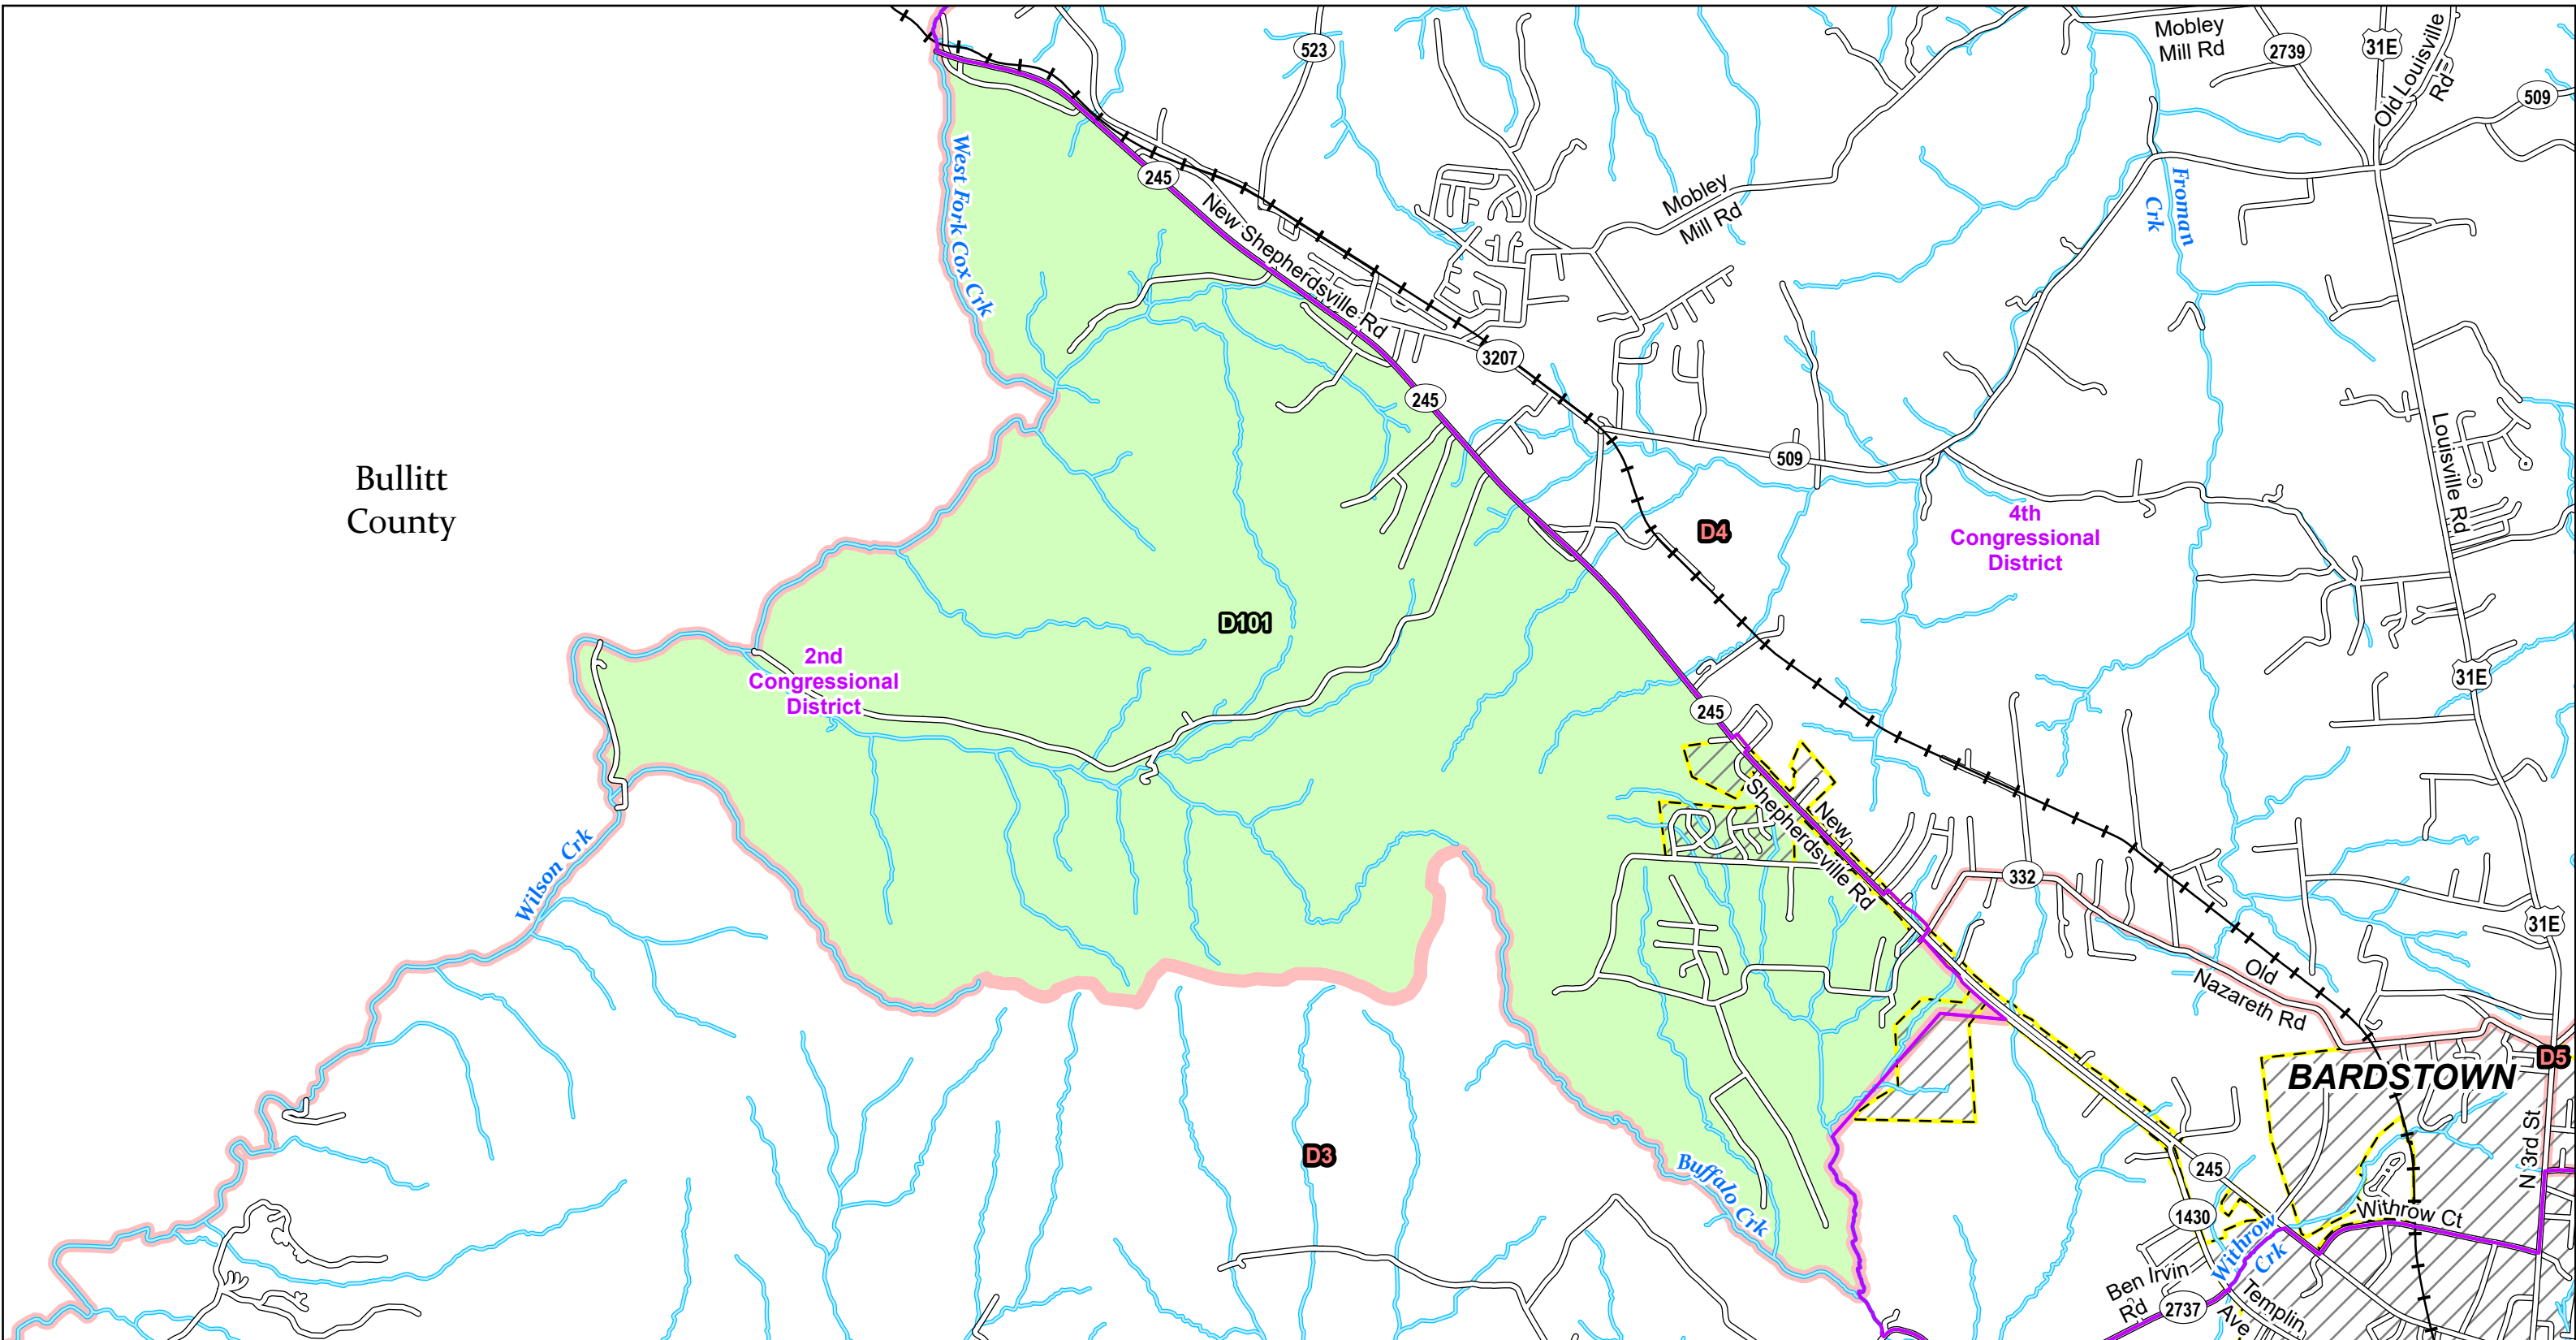 Mobley
Mill Rd
523
2739
31E
Old Louisville
Rd
509
West Fork Cox Crk
245
New Shepherdsville Rd
Mobley
Mill Rd
Froman
Crk
3207
245
509
Louisville Rd
Bullitt
County
D4
4th
Congressional
District
D101
2nd
Congressional
District
31E
245
New
Shepherdsville Rd
Wilson Crk
332
31E
Old
Nazareth Rd
D5
BARDSTOWN
D3
Buffalo Crk
N 3rd St
245
1430
Withrow Ct
Withrow
Crk
Ben Irvin
Rd
2737
Templin
Ave